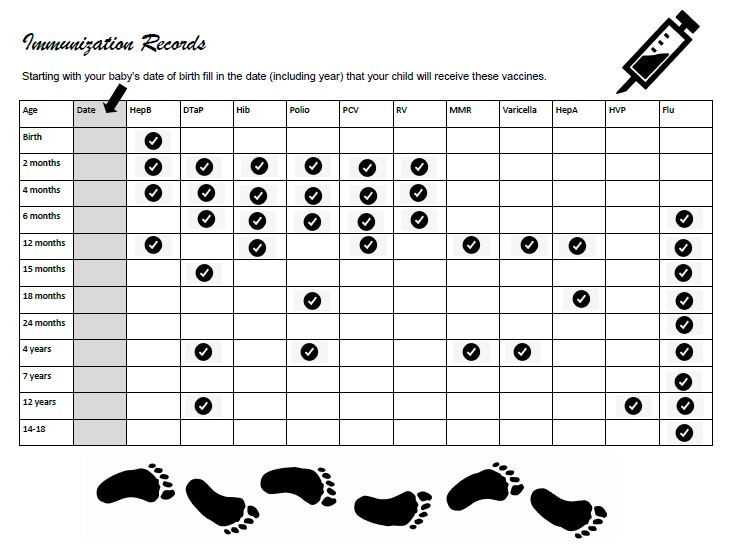 Immunization Records
Starting with your baby's date of birth fill in the date (including year) that your child will receive these vaccines.
Age Date HepB DTaP Hib Polio PCV RV MMR Varicella HepA HVP Flu
Birth
2 months
4 months
6 months
12 months
15 months
18 months
24 months
4 years
7 years
12 years
14-18